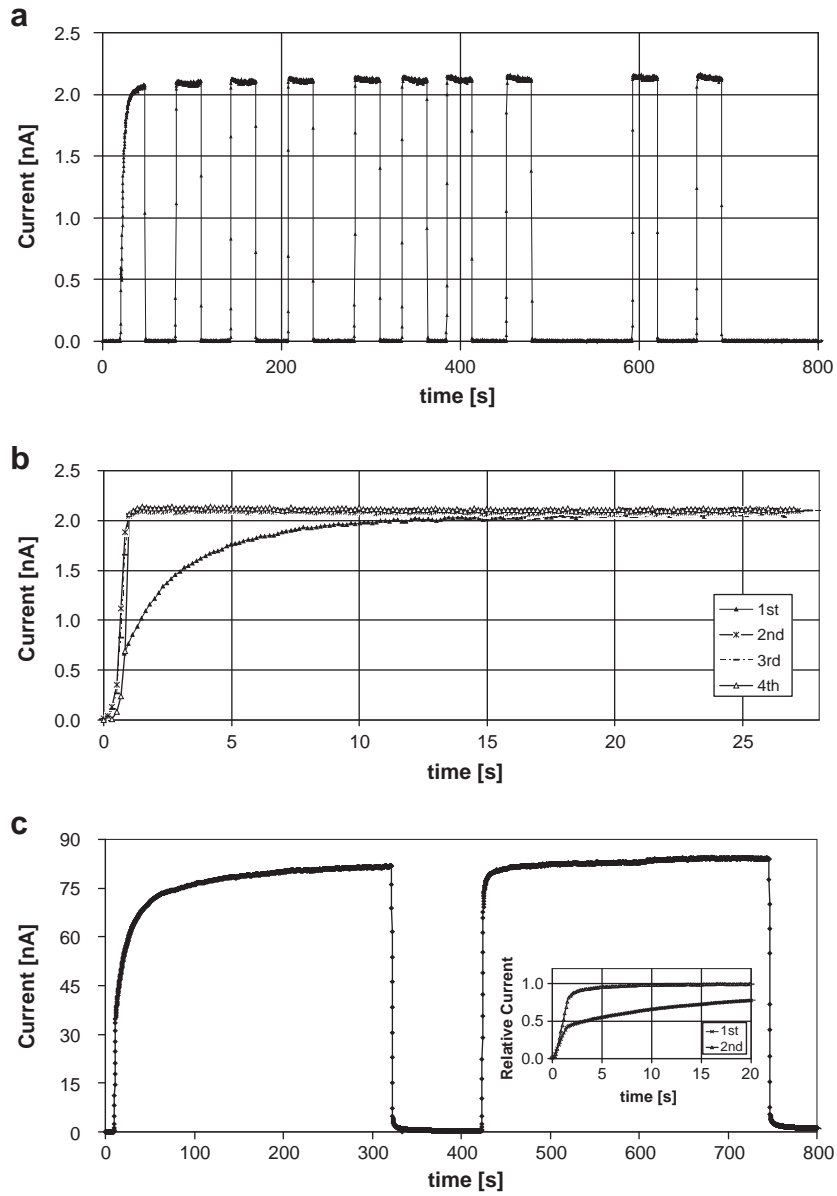 a
2.5
2.0
1.5
1.0
0.5
0.0
Current [nA]
0 200 400 600 800
time [s]
b
2.5
2.0
1.5
1.0
0.5
0.0
Current [nA]
1st
2nd
3rd
4th
0 5 10 15 20 25
time [s]
c
90
75
60
45
30
15
0
Current [nA]
1.0
0.5
0.0
Relative Current
1st
2nd
0 5 10 15 20
time [s]
0 100 200 300 400 500 600 700 800
time [s]